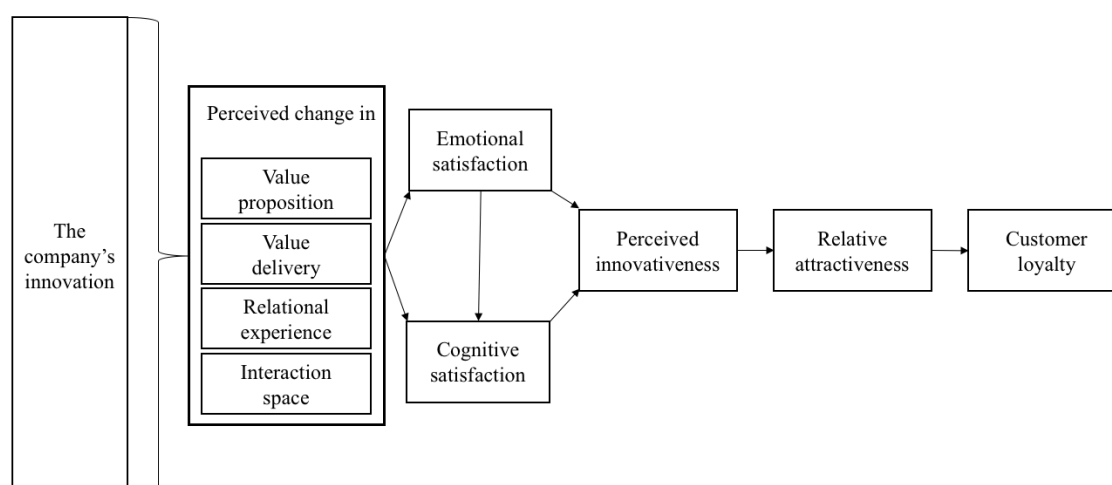 The
company’s
innovation
Perceived change in
Value
proposition
Value
delivery
Relational
experience
Interaction
space
Emotional
satisfaction
Cognitive
satisfaction
Perceived
innovativeness
Relative
attractiveness
Customer
loyalty